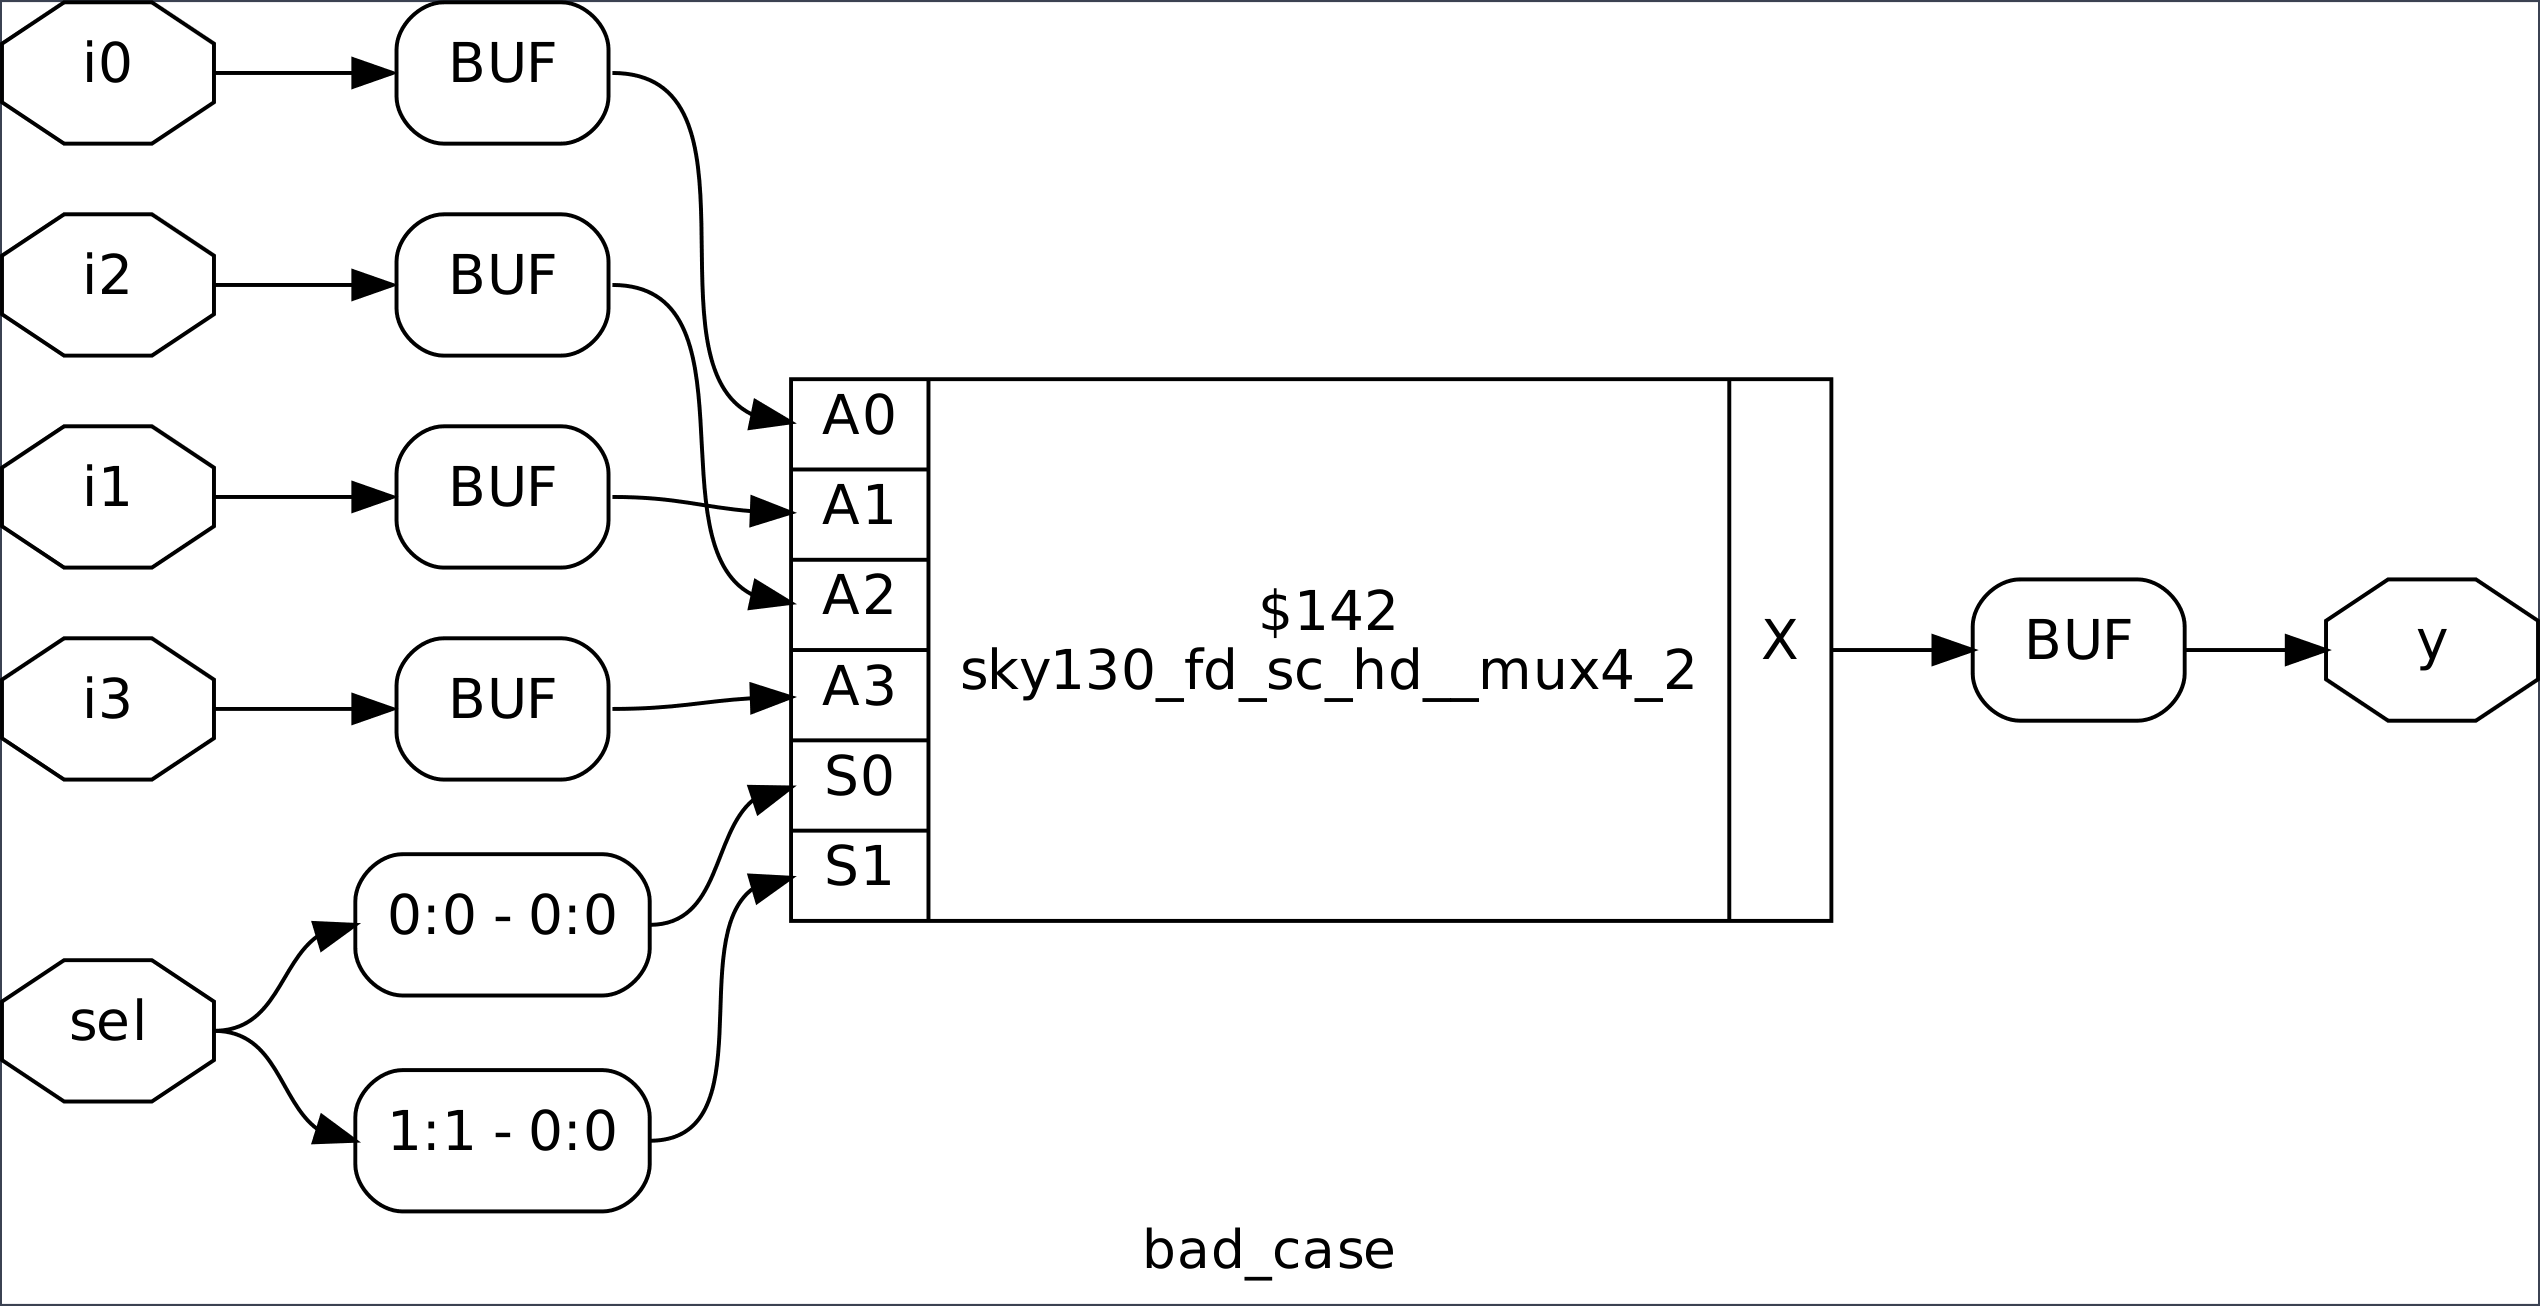 i0
BUF
i2
BUF
i1
BUF
i3
BUF
sel
0:0 - 0:0
1:1 - 0:0
A0
A1
A2
A3
S0
S1
$142
sky130_fd_sc_hd__mux4_2
X
BUF
y
bad_case